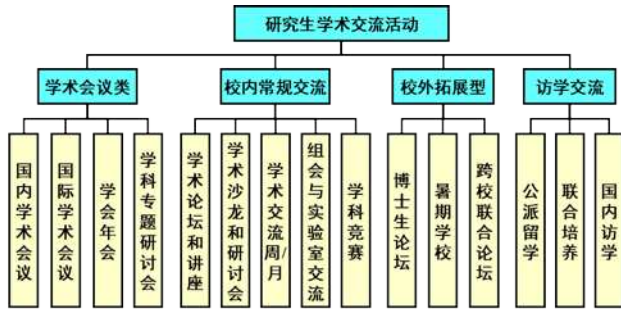 研究生学术交流活动
学术会议类
校内常规交流
校外拓展型
访学交流
国内学术会议
国际学术会议
学会年会
学科专题研讨会
学术论坛和讲座
学术沙龙和研讨会
学术交流周/月
组会与实验室交流
学科竞赛
博士生论坛
暑期学校
跨校联合论坛
公派留学
联合培养
国内访学